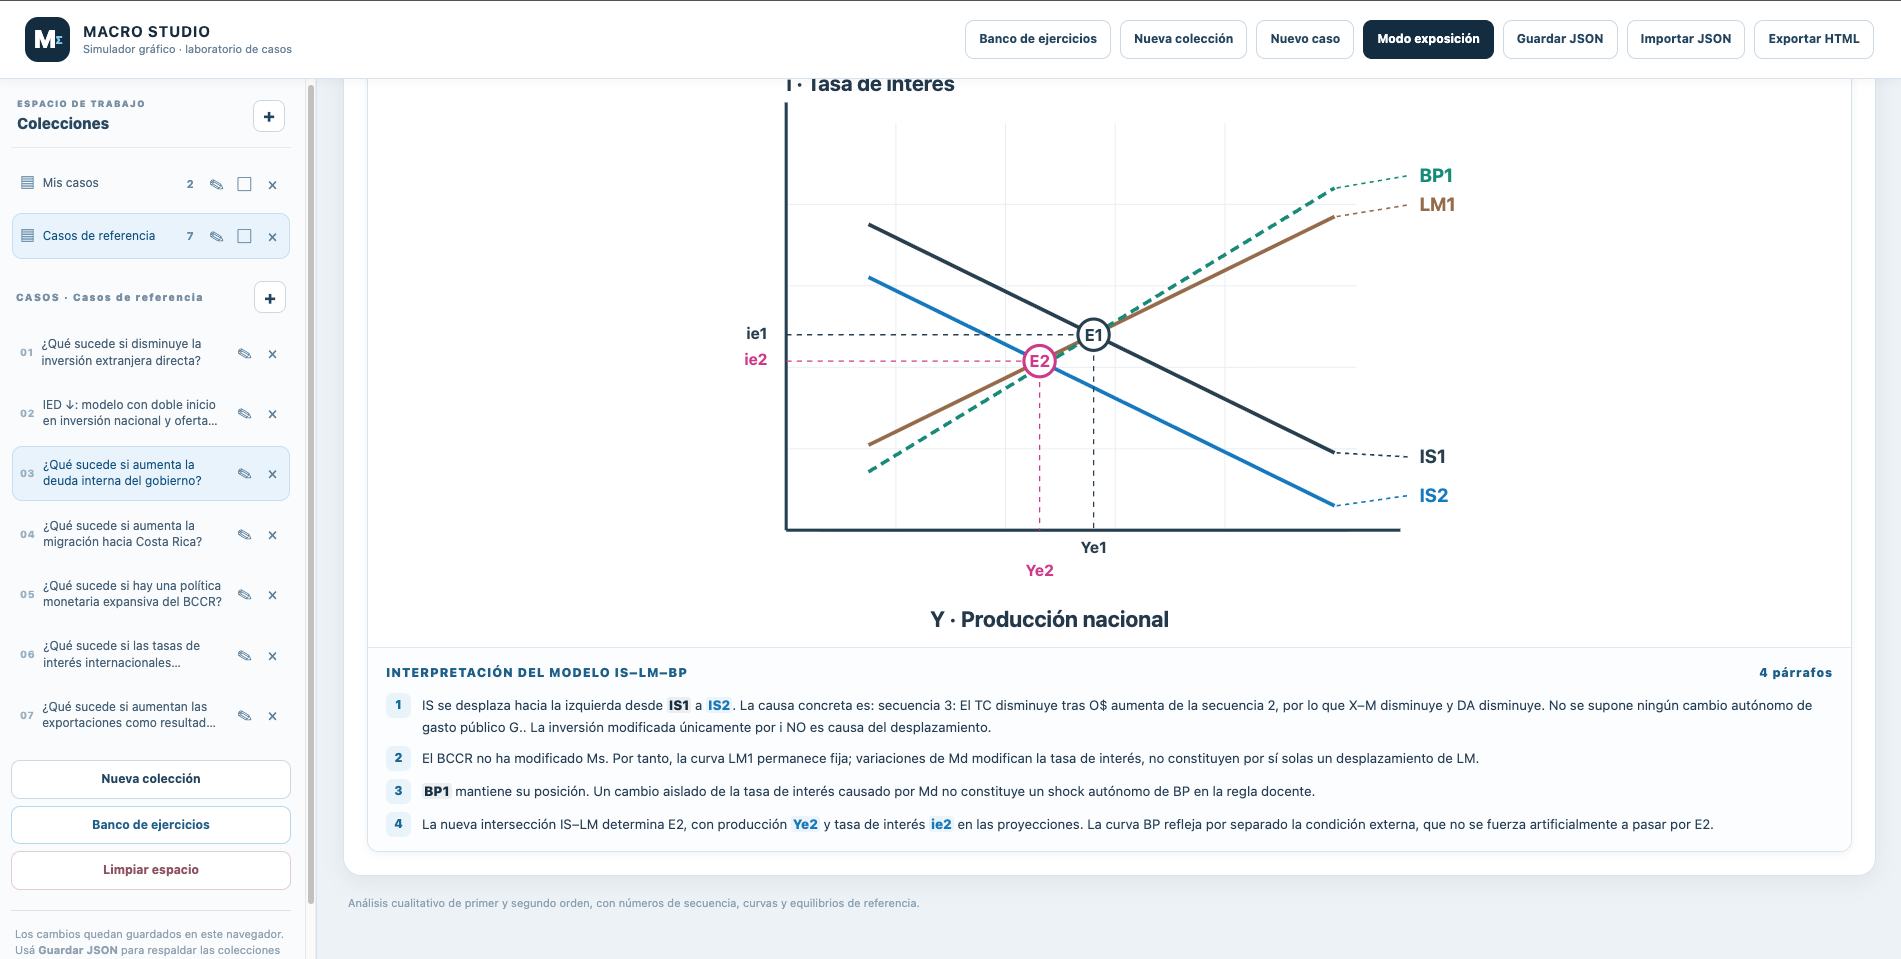 MΣ
MACRO STUDIO
Simulador gráfico · laboratorio de casos
Banco de ejercicios
Nueva colección
Nuevo caso
Modo exposición
Guardar JSON
Importar JSON
Exportar HTML
ESPACIO DE TRABAJO
Colecciones
+
Mis casos 2
Casos de referencia 7
CASOS · Casos de referencia
+
01 ¿Qué sucede si disminuye la
inversión extranjera directa?
02 IED ↓: modelo con doble inicio
en inversión nacional y oferta...
03 ¿Qué sucede si aumenta la
deuda interna del gobierno?
04 ¿Qué sucede si aumenta la
migración hacia Costa Rica?
05 ¿Qué sucede si hay una política
monetaria expansiva del BCCR?
06 ¿Qué sucede si las tasas de
interés internacionales...
07 ¿Qué sucede si aumentan las
exportaciones como resultad...
Nueva colección
Banco de ejercicios
Limpiar espacio
Los cambios quedan guardados en este navegador.
Usá Guardar JSON para respaldar las colecciones
i · Tasa de interés
BP1
LM1
ie1
E1
ie2
E2
IS1
IS2
Ye1
Ye2
Y · Producción nacional
INTERPRETACIÓN DEL MODELO IS–LM–BP
4 párrafos
1 IS se desplaza hacia la izquierda desde IS1 a IS2. La causa concreta es: secuencia 3: El TC disminuye tras O$ aumenta de la secuencia 2, por lo que X–M disminuye y DA disminuye. No se supone ningún cambio autónomo de
gasto público G.. La inversión modificada únicamente por i NO es causa del desplazamiento.
2 El BCCR no ha modificado Ms. Por tanto, la curva LM1 permanece fija; variaciones de Md modifican la tasa de interés, no constituyen por sí solas un desplazamiento de LM.
3 BP1 mantiene su posición. Un cambio aislado de la tasa de interés causado por Md no constituye un shock autónomo de BP en la regla docente.
4 La nueva intersección IS–LM determina E2, con producción Ye2 y tasa de interés ie2 en las proyecciones. La curva BP refleja por separado la condición externa, que no se fuerza artificialmente a pasar por E2.
Análisis cualitativo de primer y segundo orden, con números de secuencia, curvas y equilibrios de referencia.